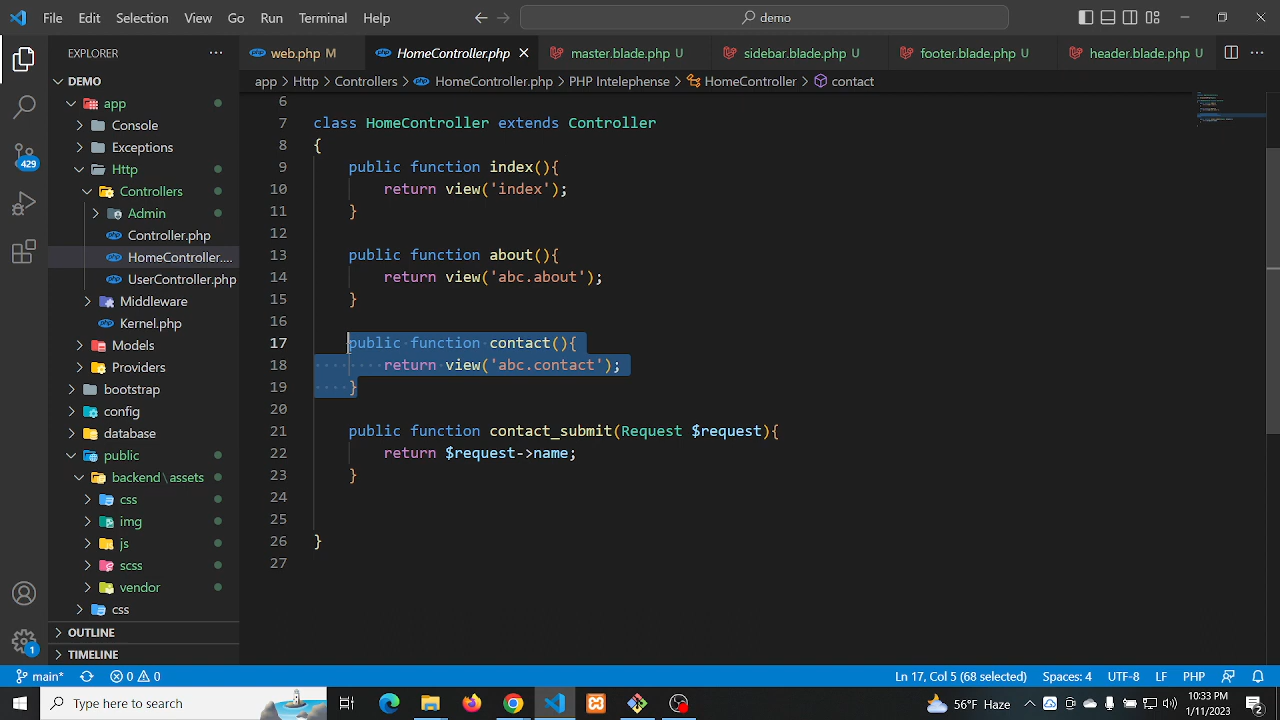 File Edit Selection View Go Run Terminal Help
demo
EXPLORER
DEMO
app
Console
Exceptions
Http
Controllers
Admin
Controller.php
HomeController....
UserController.php
Middleware
Kernel.php
Models
Providers
bootstrap
config
database
public
backend\assets
css
img
js
scss
vendor
css
OUTLINE
TIMELINE
429
1
web.php M
HomeController.php
master.blade.php U
sidebar.blade.php U
footer.blade.php U
header.blade.php U
app > Http > Controllers > HomeController.php > PHP Intelephense > HomeController > contact
6
7 class HomeController extends Controller
8 {
9 public function index(){
10 return view('index');
11 }
12
13 public function about(){
14 return view('abc.about');
15 }
16
17 public function contact(){
18 return view('abc.contact');
19 }
20
21 public function contact_submit(Request $request){
22 return $request->name;
23 }
24
25
26 }
27
main* 0 0
Ln 17, Col 5 (68 selected) Spaces: 4 UTF-8 LF PHP
Type here to search
56°F Haze
10:33 PM
1/11/2023
2